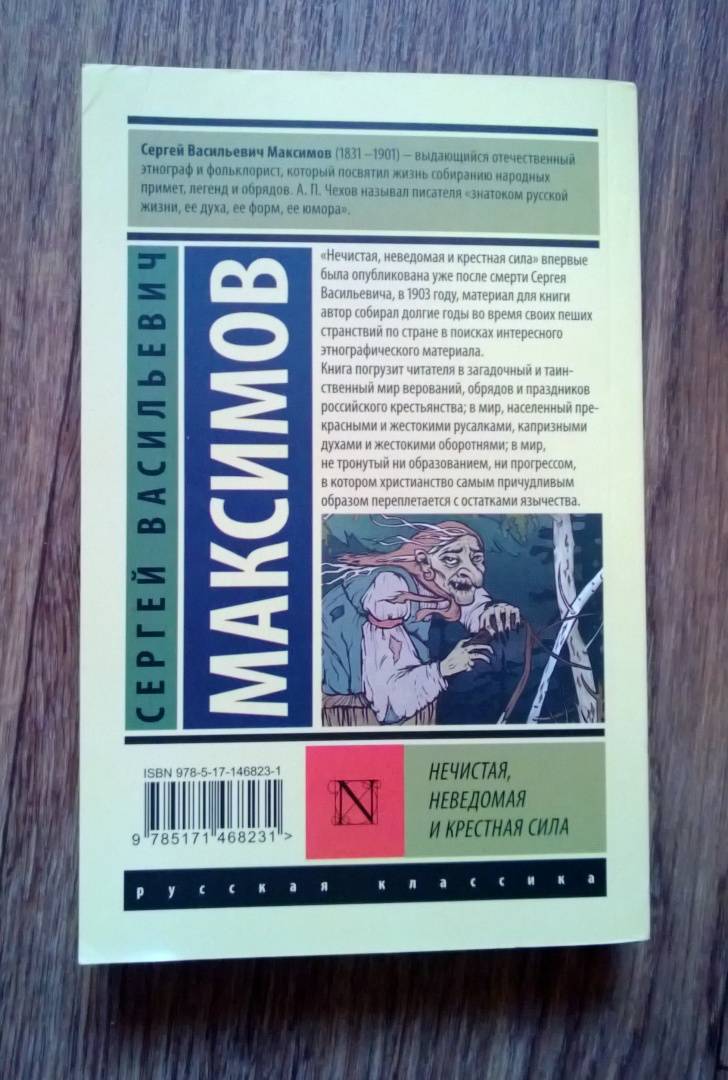 Сергей Васильевич Максимов (1831 –1901) – выдающийся отечественный
этнограф и фольклорист, который посвятил жизнь собиранию народных
примет, легенд и обрядов. А. П. Чехов называл писателя «знатоком русской
жизни, ее духа, ее форм, ее юмора».
СЕРГЕЙ ВАСИЛЬЕВИЧ
МАКСИМОВ
«Нечистая, неведомая и крестная сила» впервые
была опубликована уже после смерти Сергея
Васильевича, в 1903 году, материал для книги
автор собирал долгие годы во время своих пеших
странствий по стране в поисках интересного
этнографического материала.
Книга погрузит читателя в загадочный и таин-
ственный мир верований, обрядов и праздников
российского крестьянства; в мир, населенный пре-
красными и жестокими русалками, капризными
духами и жестокими оборотнями; в мир,
не тронутый ни образованием, ни прогрессом,
в котором христианство самым причудливым
образом переплетается с остатками язычества.
ISBN 978-5-17-146823-1
9 785171 468231 >
N
НЕЧИСТАЯ,
НЕВЕДОМАЯ
И КРЕСТНАЯ СИЛА
русская классика